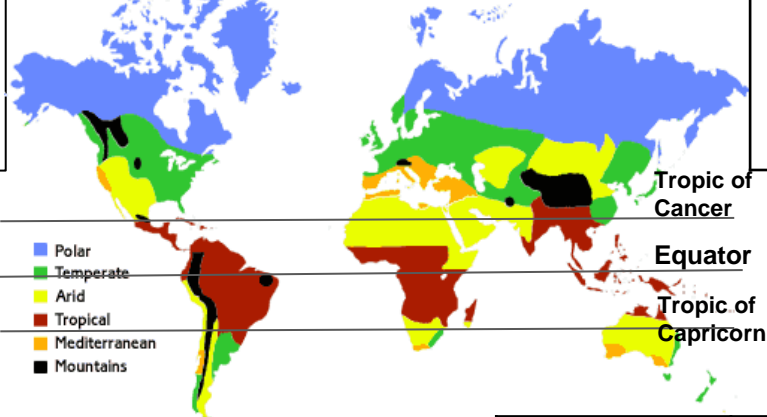 Tropic of
Cancer
Equator
Tropic of
Capricorn
Polar
Temperate
Arid
Tropical
Mediterranean
Mountains